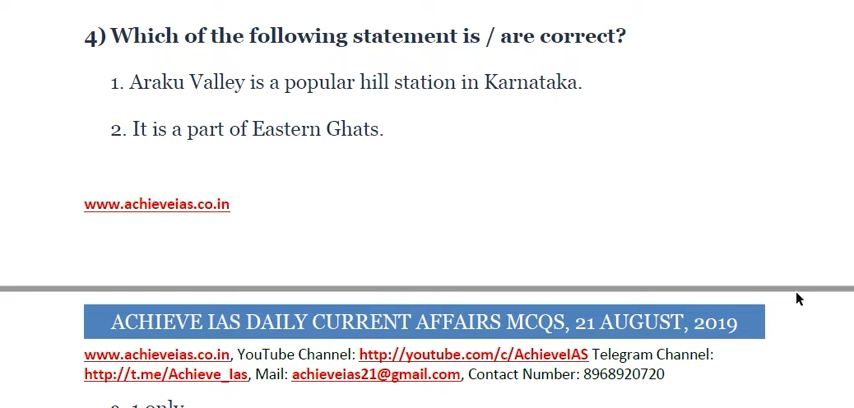 4) Which of the following statement is / are correct?
1. Araku Valley is a popular hill station in Karnataka.
2. It is a part of Eastern Ghats.
www.achieveias.co.in
ACHIEVE IAS DAILY CURRENT AFFAIRS MCQS, 21 AUGUST, 2019
www.achieveias.co.in, YouTube Channel: http://youtube.com/c/AchieveIAS Telegram Channel:
http://t.me/Achieve_Ias, Mail: achieveias21@gmail.com, Contact Number: 8968920720
1 only